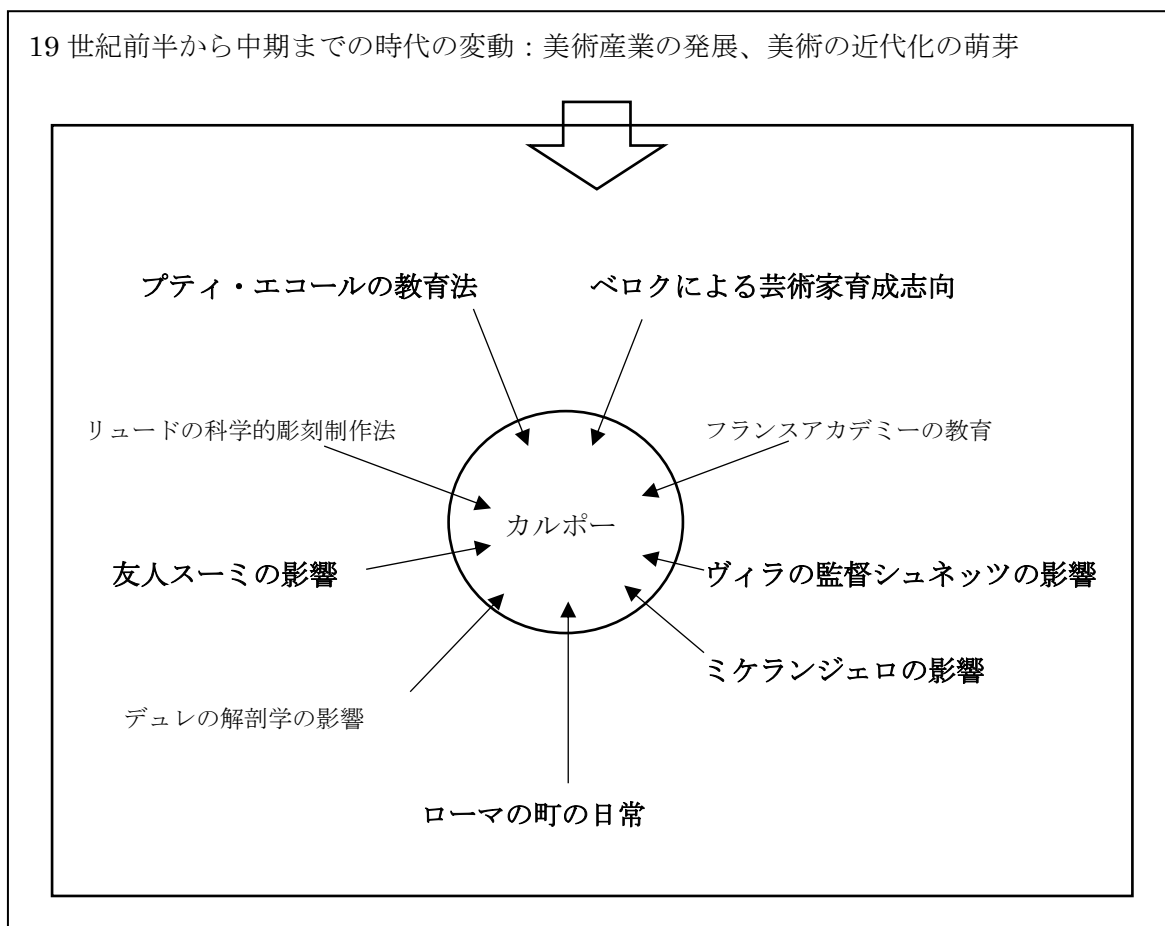 19 世紀前半から中期までの時代の変動：美術産業の発展、美術の近代化の萌芽
プティ・エコールの教育法
ベロクによる芸術家育成志向
リュードの科学的彫刻制作法
フランスアカデミーの教育
カルポー
友人スーミの影響
ヴィラの監督シュネッツの影響
ミケランジェロの影響
デュレの解剖学の影響
ローマの町の日常